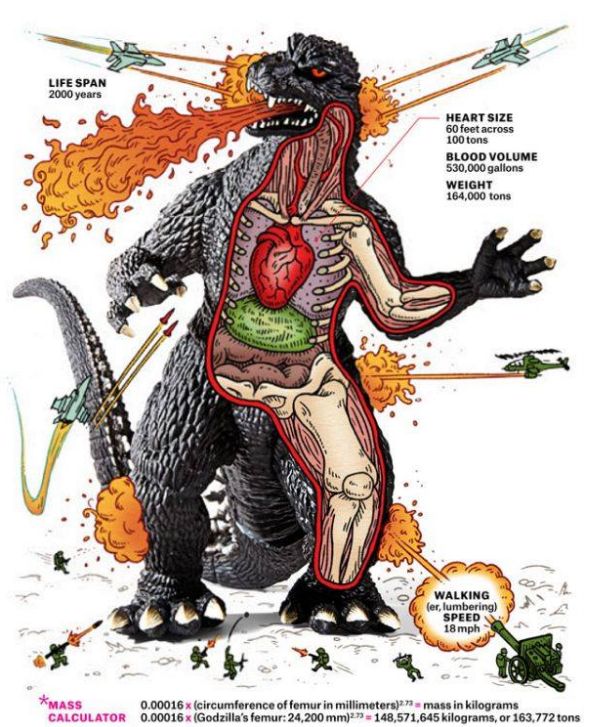 LIFE SPAN
2000 years
HEART SIZE
60 feet across
100 tons
BLOOD VOLUME
530,000 gallons
WEIGHT
164,000 tons
WALKING
(er, lumbering)
SPEED
18 mph
*MASS
CALCULATOR
0.00016 x (circumference of femur in millimeters)²·⁷³ = mass in kilograms
0.00016 x (Godzilla's femur: 24,200 mm)²·⁷³ = 148,571,645 kilograms, or 163,772 tons